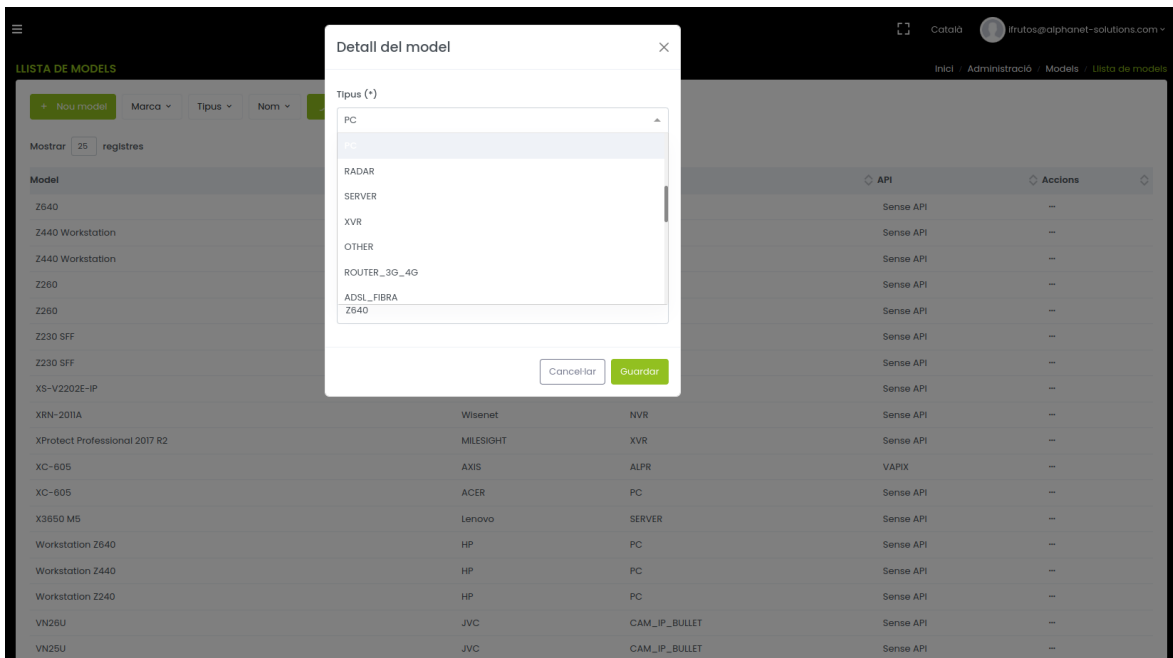 Català lfrutos@alphanet-solutions.com
LLISTA DE MODELS
Inici / Administració / Models / Llista de models
+ Nou model Marca Tipus Nom
Mostrar 25 registres
Detall del model
Tipus (*)
PC
PC
RADAR
SERVER
XVR
OTHER
ROUTER_3G_4G
ADSL_FIBRA
Z640
Cancel·lar Guardar
Model API Accions
Z640 Sense API ···
Z440 Workstation Sense API ···
Z440 Workstation Sense API ···
Z260 Sense API ···
Z260 Sense API ···
Z230 SFF Sense API ···
Z230 SFF Sense API ···
XS-V2202E-IP Sense API ···
XRN-2011A Wisenet NVR Sense API ···
XProtect Professional 2017 R2 MILESIGHT XVR Sense API ···
XC-605 AXIS ALPR VAPIX ···
XC-605 ACER PC Sense API ···
X3650 M5 Lenovo SERVER Sense API ···
Workstation Z640 HP PC Sense API ···
Workstation Z440 HP PC Sense API ···
Workstation Z240 HP PC Sense API ···
VN26U JVC CAM_IP_BULLET Sense API ···
VN25U JVC CAM_IP_BULLET Sense API ···